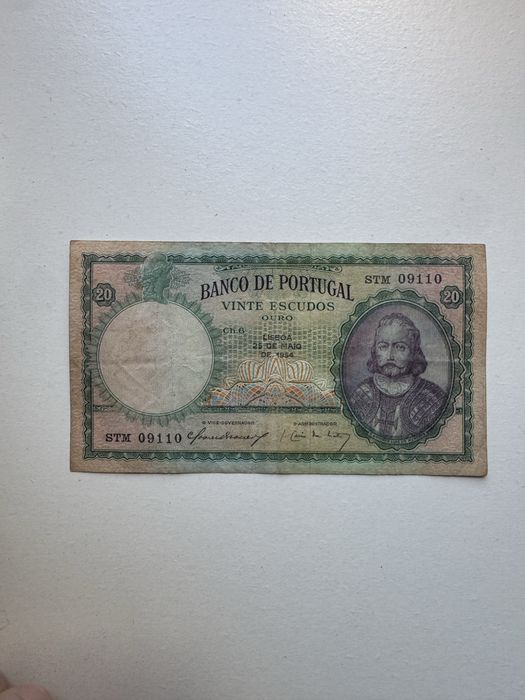 BANCO DE PORTUGAL
STM 09110
20
20
VINTE ESCUDOS
OURO
Ch.6
LISBOA
25 DE MAIO
DE 1954
O VICE-GOVERNADOR
O ADMINISTRADOR
STM 09110